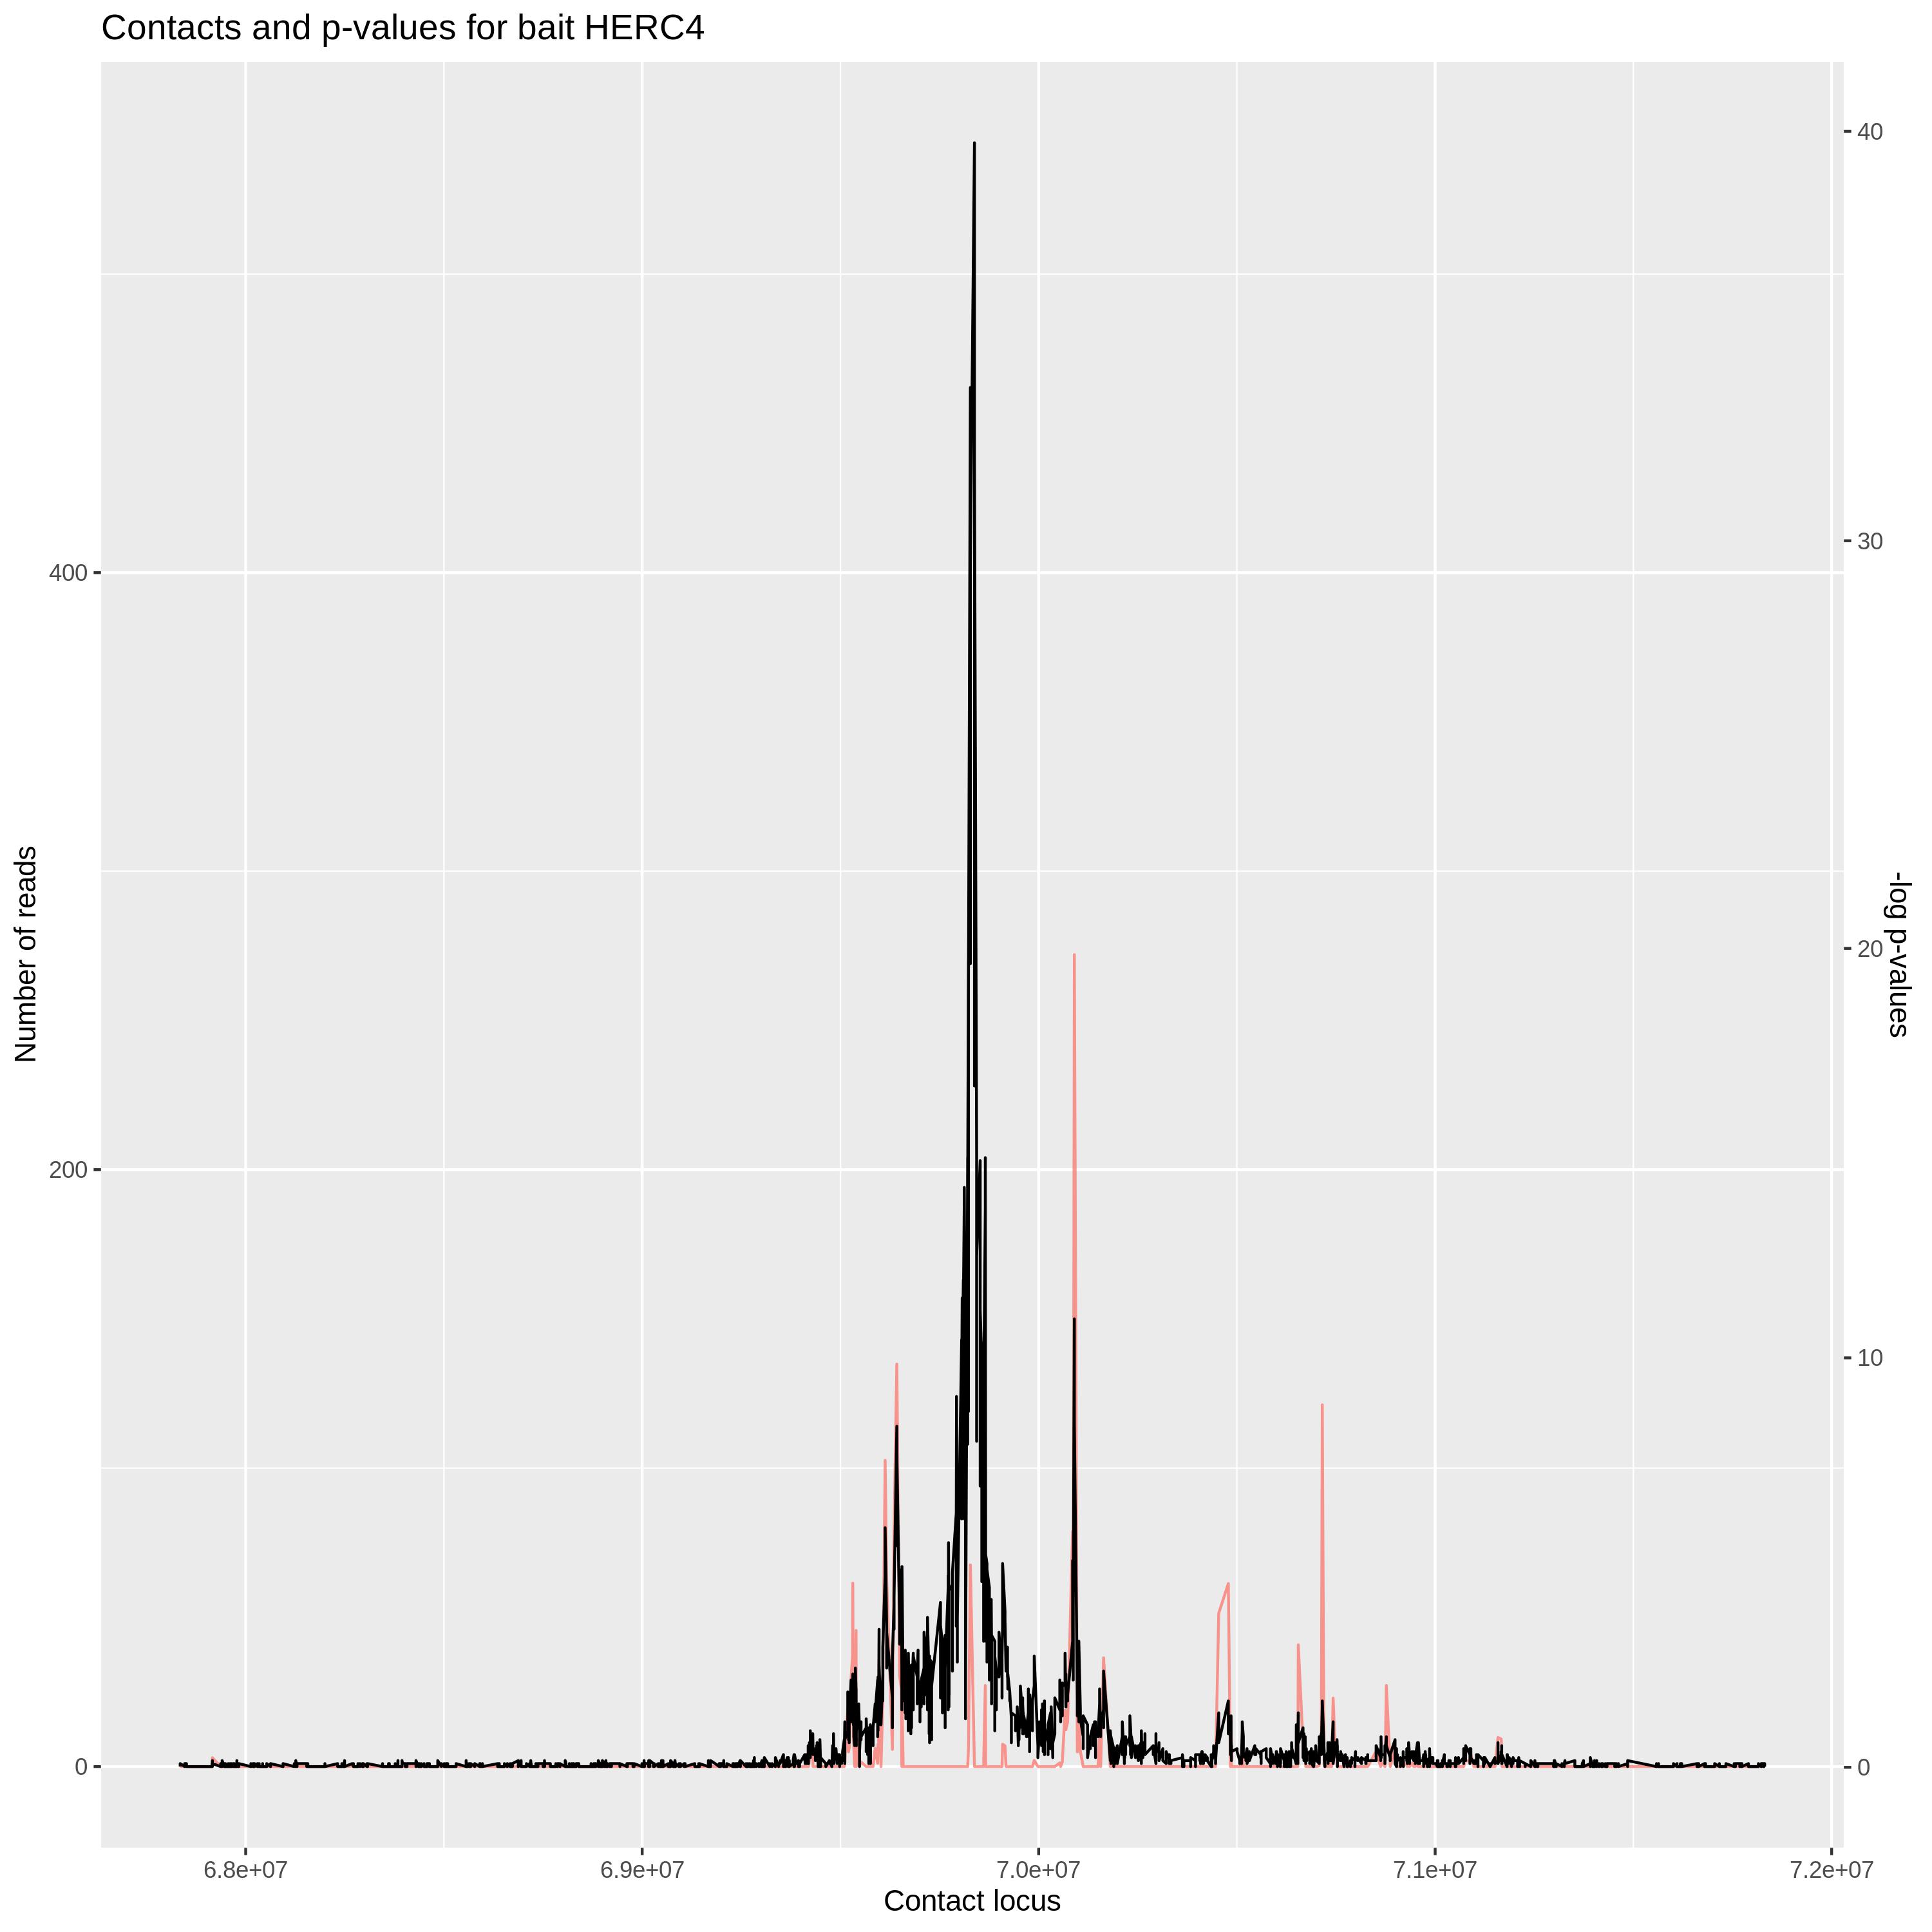 Contacts and p-values for bait HERC4
400
200
0
Number of reads
40
30
20
10
0
-log p-values
6.8e+07
6.9e+07
7.0e+07
7.1e+07
7.2e+07
Contact locus